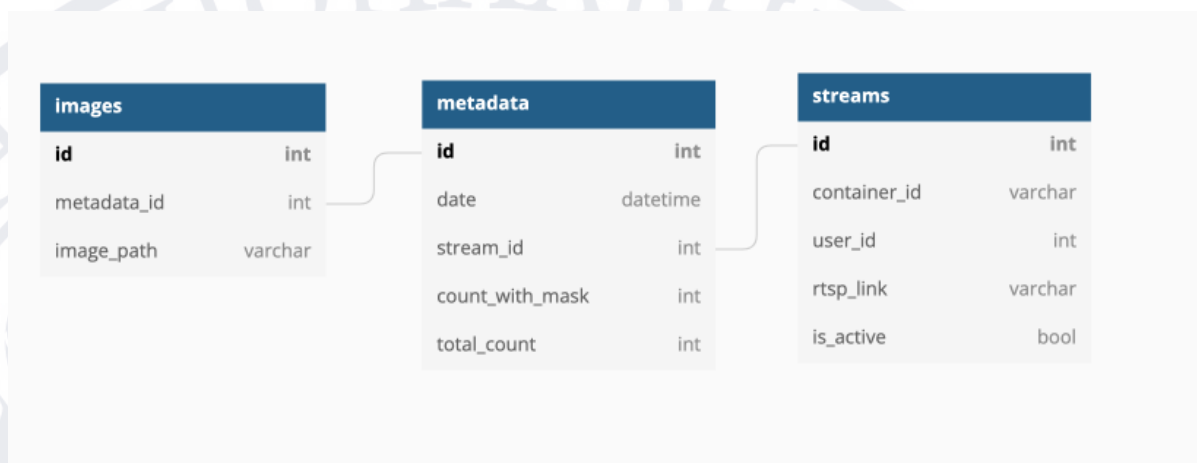 images
id int
metadata_id int
image_path varchar
metadata
id int
date datetime
stream_id int
count_with_mask int
total_count int
streams
id int
container_id varchar
user_id int
rtsp_link varchar
is_active bool